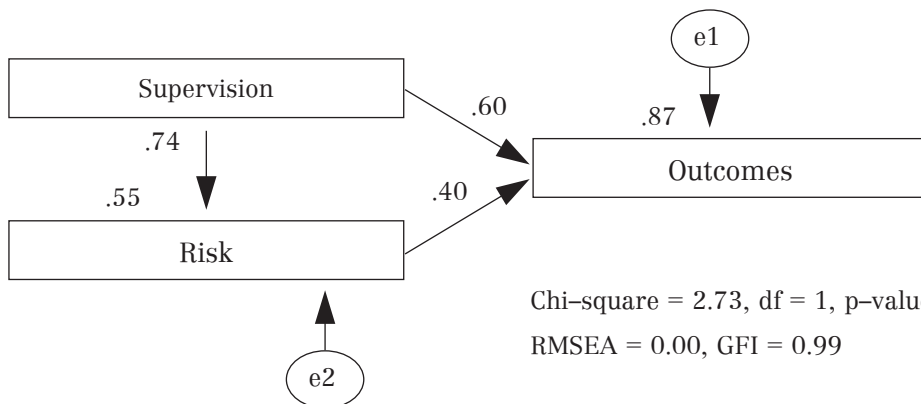 e1
Supervision
.60
.87
.74
Outcomes
.55
.40
Risk
Chi–square = 2.73, df = 1, p–valu
RMSEA = 0.00, GFI = 0.99
e2